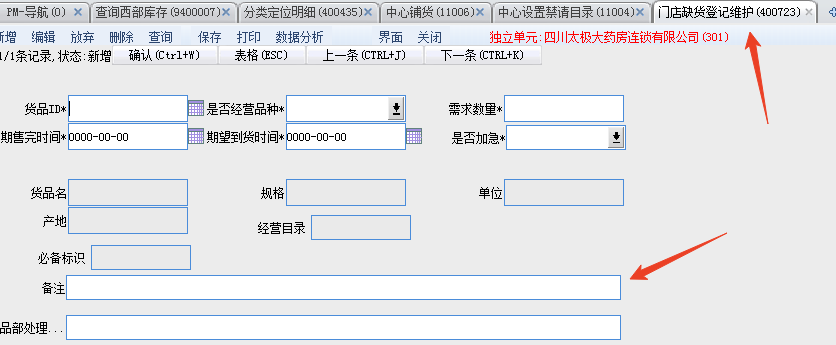 PM-导航(0) 查询西部库存(9400007) 分类定位明细(400435) 中心铺货(11006) 中心设置禁请目录(11004) 门店缺货登记维护(400723)
新增 编辑 放弃 删除 查询 保存 打印 数据分析 界面 关闭 独立单元:四川太极大药房连锁有限公司(301)
1/1条记录,状态:新增 确认(Ctrl+W) 表格(ESC) 上一条(CTRL+J) 下一条(CTRL+K)
货品ID* 是否经营品种* 需求数量*
期售完时间* 0000-00-00 期望到货时间* 0000-00-00 是否加急*
货品名 规格 单位
产地 经营目录
必备标识
备注
品部处理...